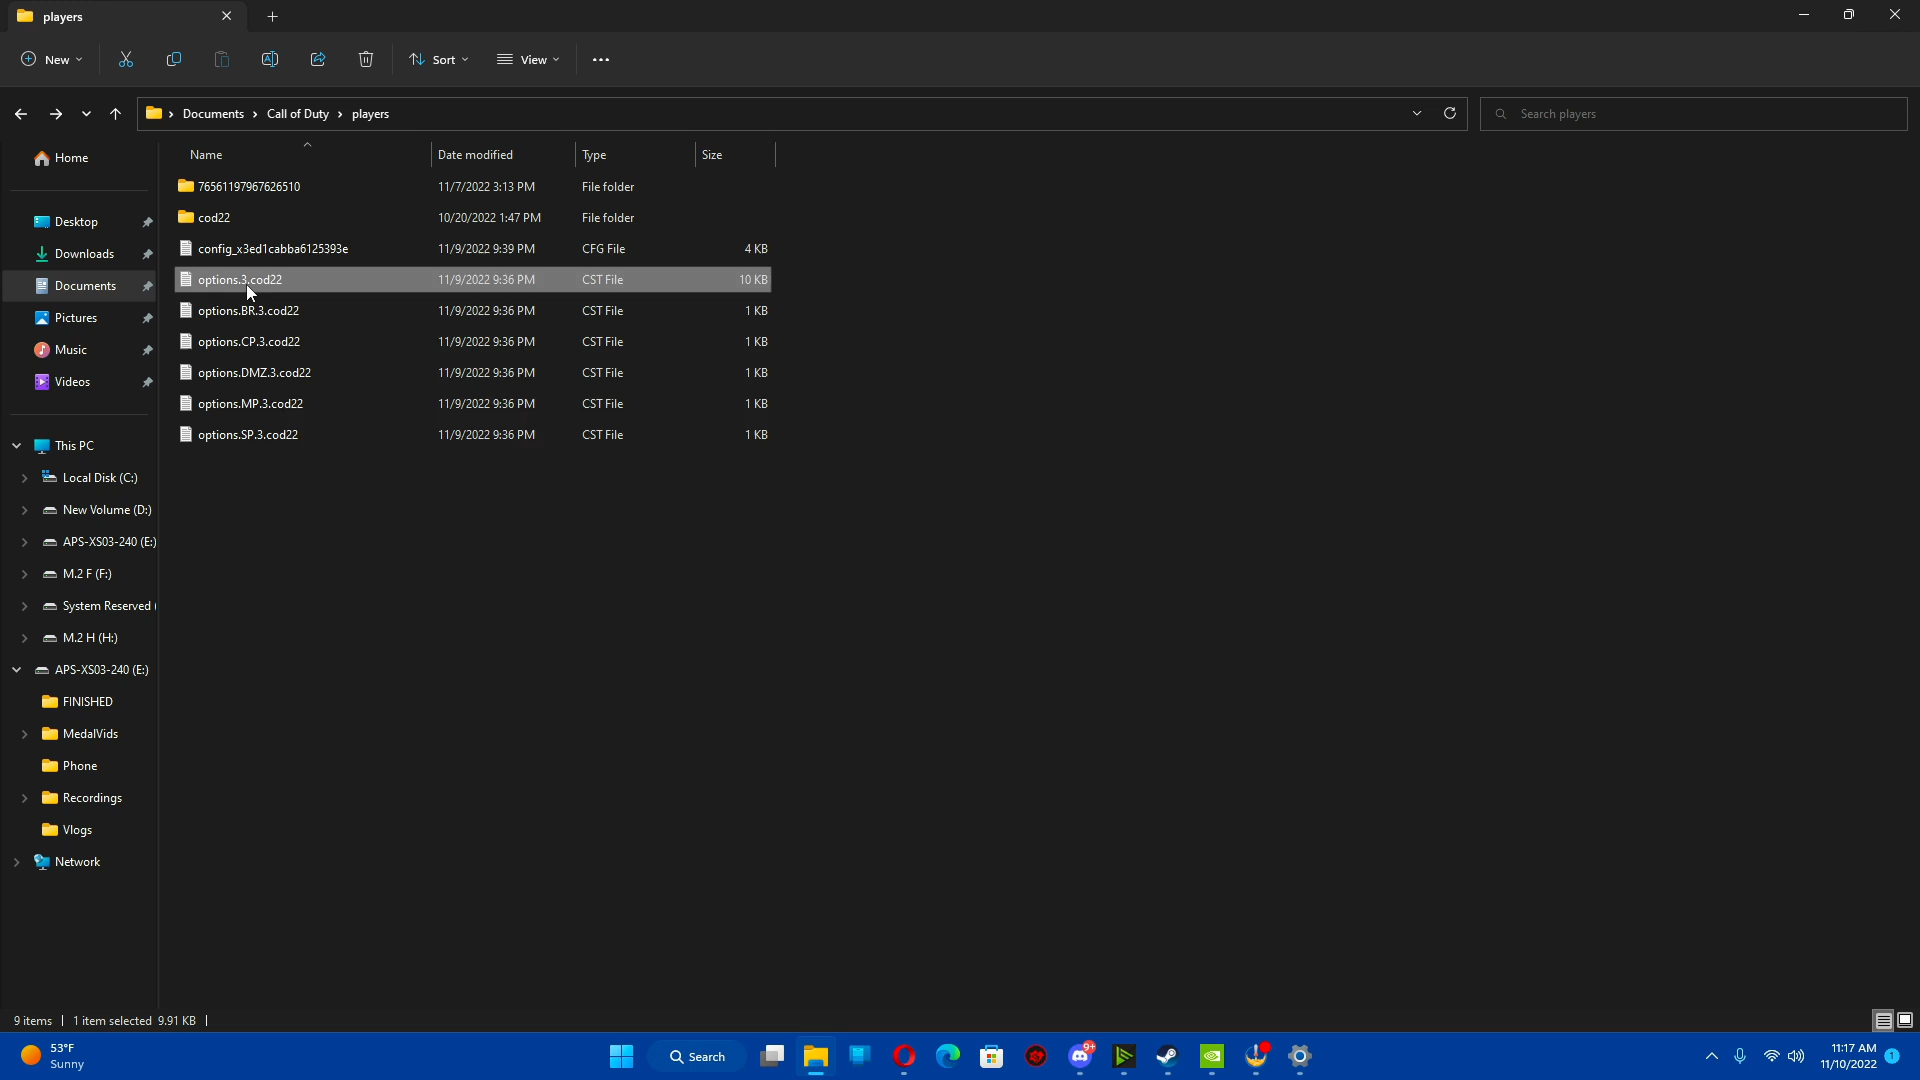 players
New
Sort
View
Documents
Call of Duty
players
Search players
Home
Desktop
Downloads
Documents
Pictures
Music
Videos
This PC
Local Disk (C:)
New Volume (D:)
APS-XS03-240 (E:)
M.2 F (F:)
System Reserved (
M.2 H (H:)
APS-XS03-240 (E:)
FINISHED
MedalVids
Phone
Recordings
Vlogs
Network
Name Date modified Type Size
76561197967626510 11/7/2022 3:13 PM File folder
cod22 10/20/2022 1:47 PM File folder
config_x3ed1cabba6125393e 11/9/2022 9:39 PM CFG File 4 KB
options.3.cod22 11/9/2022 9:36 PM CST File 10 KB
options.BR.3.cod22 11/9/2022 9:36 PM CST File 1 KB
options.CP.3.cod22 11/9/2022 9:36 PM CST File 1 KB
options.DMZ.3.cod22 11/9/2022 9:36 PM CST File 1 KB
options.MP.3.cod22 11/9/2022 9:36 PM CST File 1 KB
options.SP.3.cod22 11/9/2022 9:36 PM CST File 1 KB
9 items 1 item selected 9.91 KB
53°F
Sunny
Search
9+
11:17 AM
11/10/2022
1